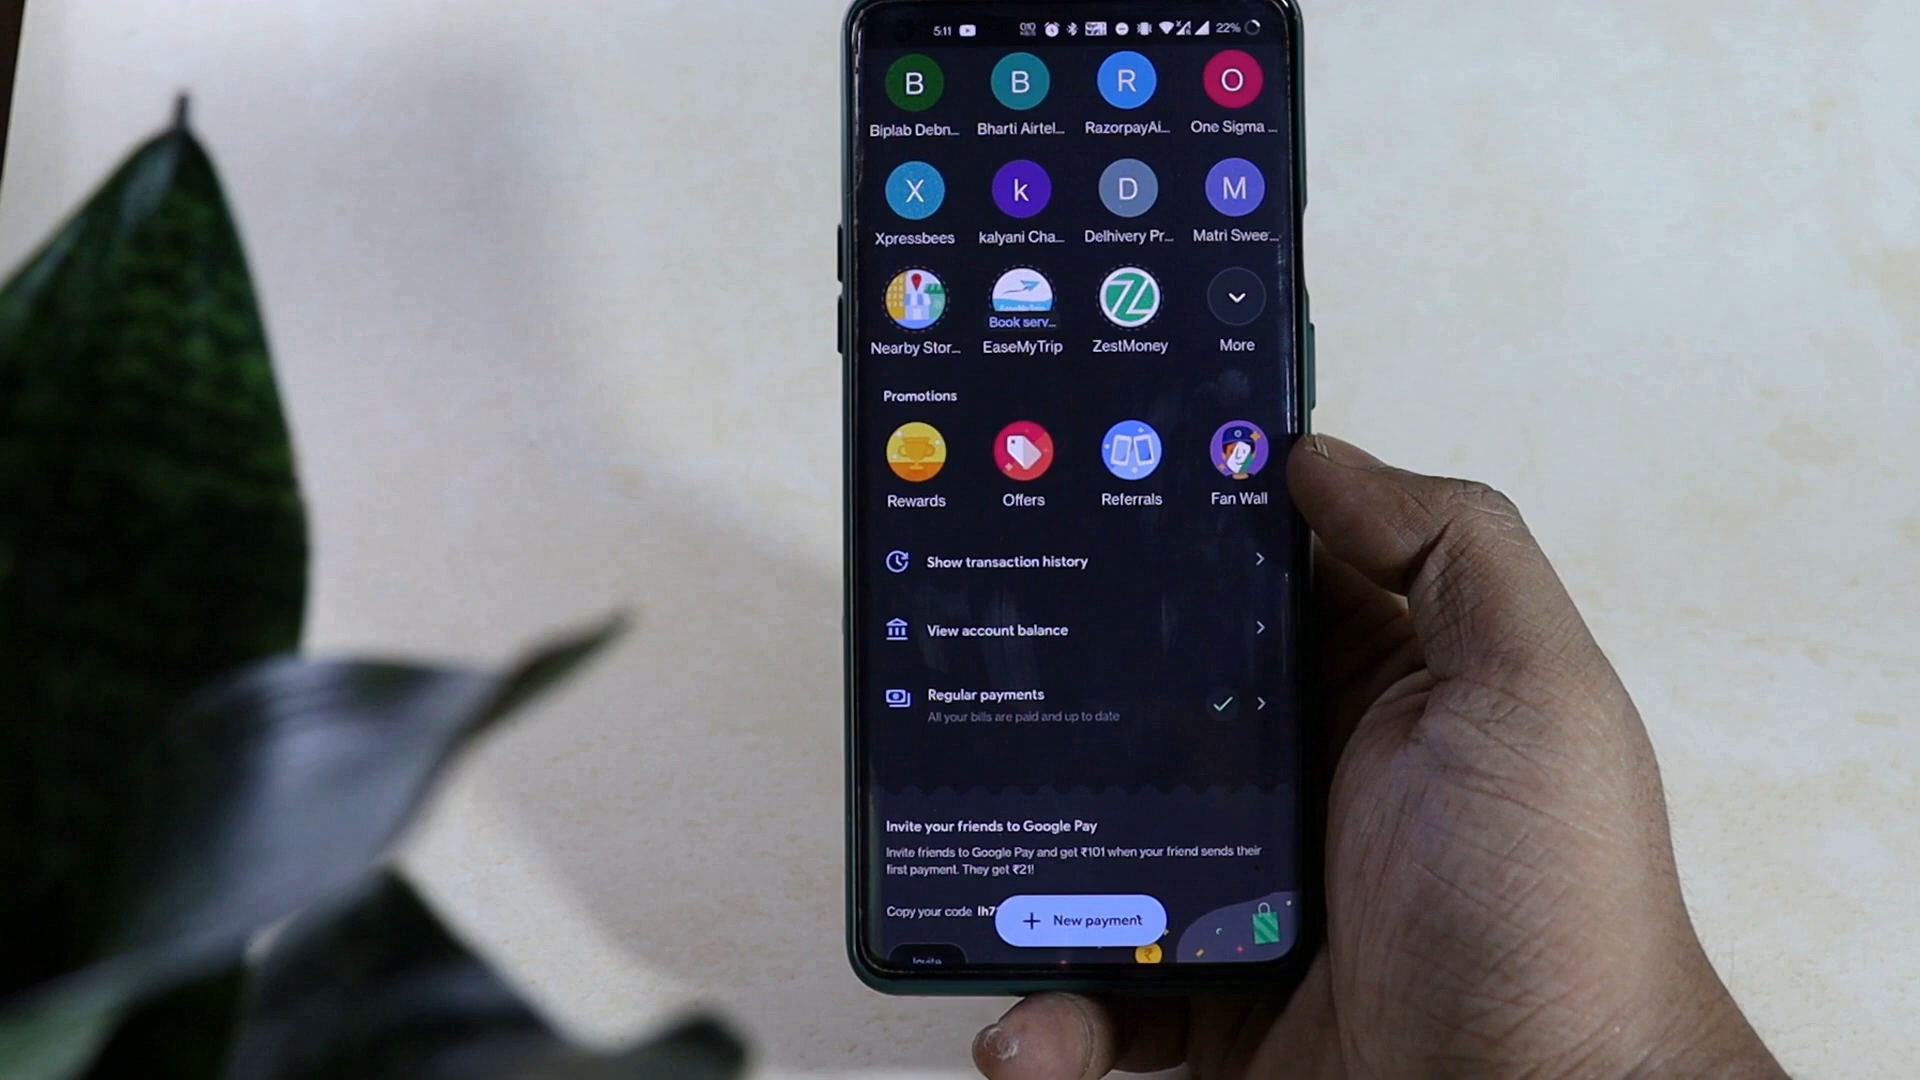 5:11 22%
B B R O
Biplab Debn... Bharti Airtel... RazorpayAi... One Sigma ...
X k D M
Xpressbees kalyani Cha... Delhivery Pr... Matri Swee...
EaseMyTrip
Book serv...
Nearby Stor... EaseMyTrip ZestMoney More
Promotions
Rewards Offers Referrals Fan Wall
Show transaction history
View account balance
Regular payments
All your bills are paid and up to date
Invite your friends to Google Pay
Invite friends to Google Pay and get ₹101 when your friend sends their
first payment. They get ₹21!
Copy your code
+ New payment
Invite